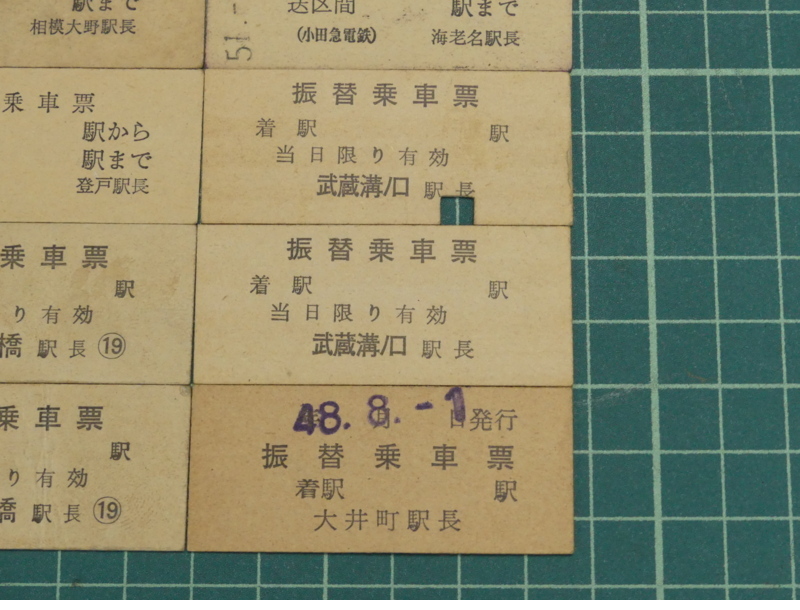 駅まで
相模大野駅長
送区間 駅まで
(小田急電鉄) 海老名駅長
51.-
乗車票
駅から
駅まで
登戸駅長
振替乗車票
着駅 駅
当日限り有効
武蔵溝ノ口駅長
乗車票
駅
り有効
橋駅長⑲
振替乗車票
着駅 駅
当日限り有効
武蔵溝ノ口駅長
乗車票
駅
り有効
橋駅長⑲
48.8.-1
月 日発行
振替乗車票
着駅 駅
大井町駅長